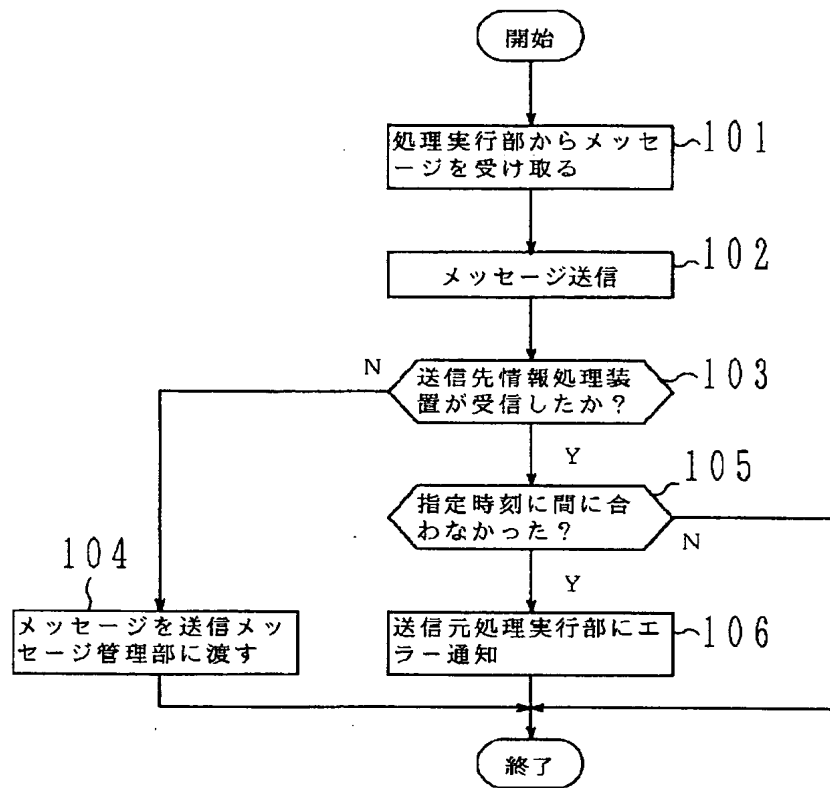 開始
処理実行部からメッセ
ージを受け取る
101
メッセージ送信
102
N
送信先情報処理装
置が受信したか？
103
Y
指定時刻に間に合
わなかった？
105
N
Y
104
メッセージを送信メッ
セージ管理部に渡す
送信元処理実行部にエ
ラー通知
106
終了